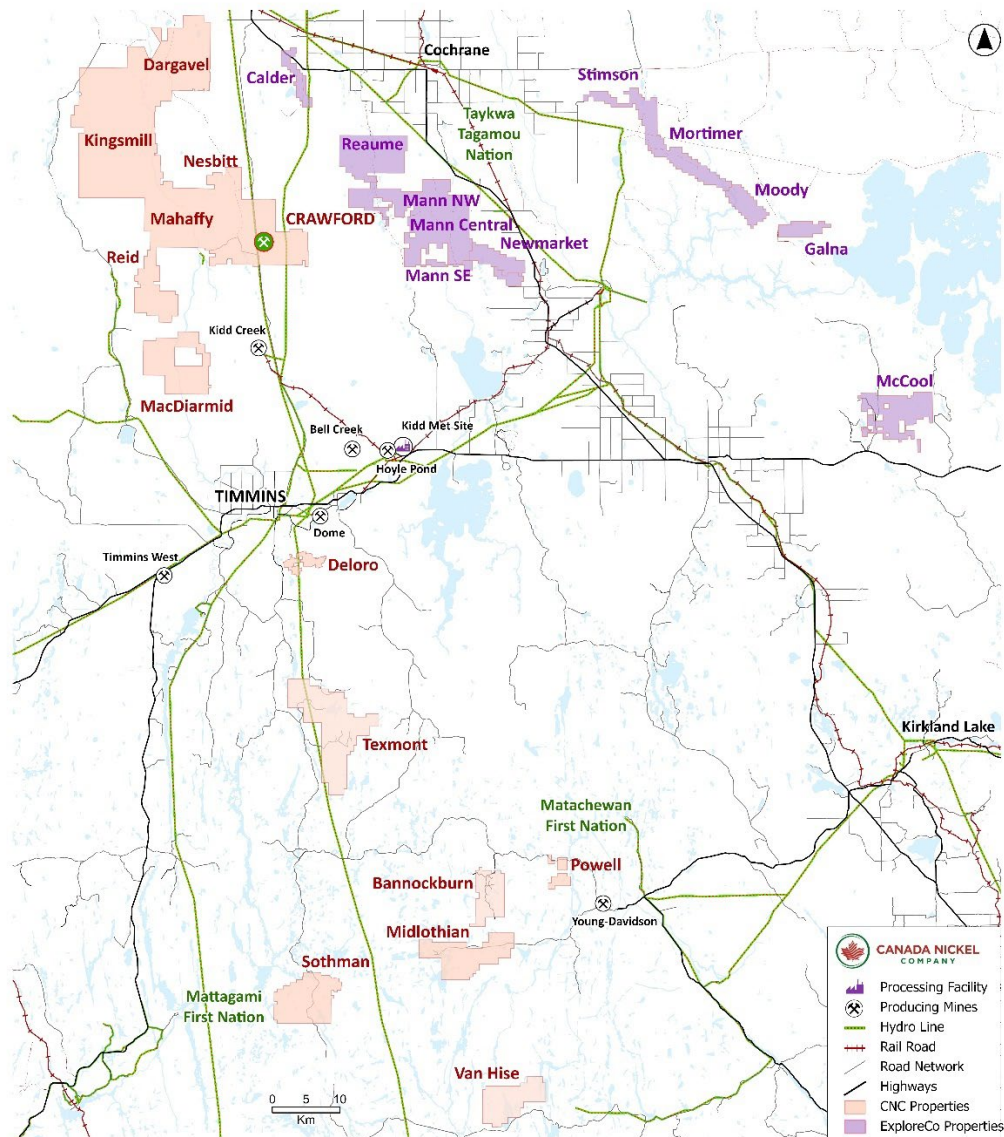 Cochrane
Dargavel
Calder
Stimson
Taykwa
Tagamou
Nation
Mortimer
Kingsmill
Reaume
Nesbitt
Moody
Mann NW
Mahaffy
CRAWFORD
Mann Central
Newmarket
Galna
Reid
Mann SE
Kidd Creek
McCool
MacDiarmid
Bell Creek
Kidd Met Site
Hoyle Pond
TIMMINS
Dome
Timmins West
Deloro
Texmont
Kirkland Lake
Matachewan
First Nation
Powell
Bannockburn
Young-Davidson
Midlothian
Sothman
Mattagami
First Nation
Van Hise
0 5 10
Km
CANADA NICKEL
COMPANY
Processing Facility
Producing Mines
Hydro Line
Rail Road
Road Network
Highways
CNC Properties
ExploreCo Properties